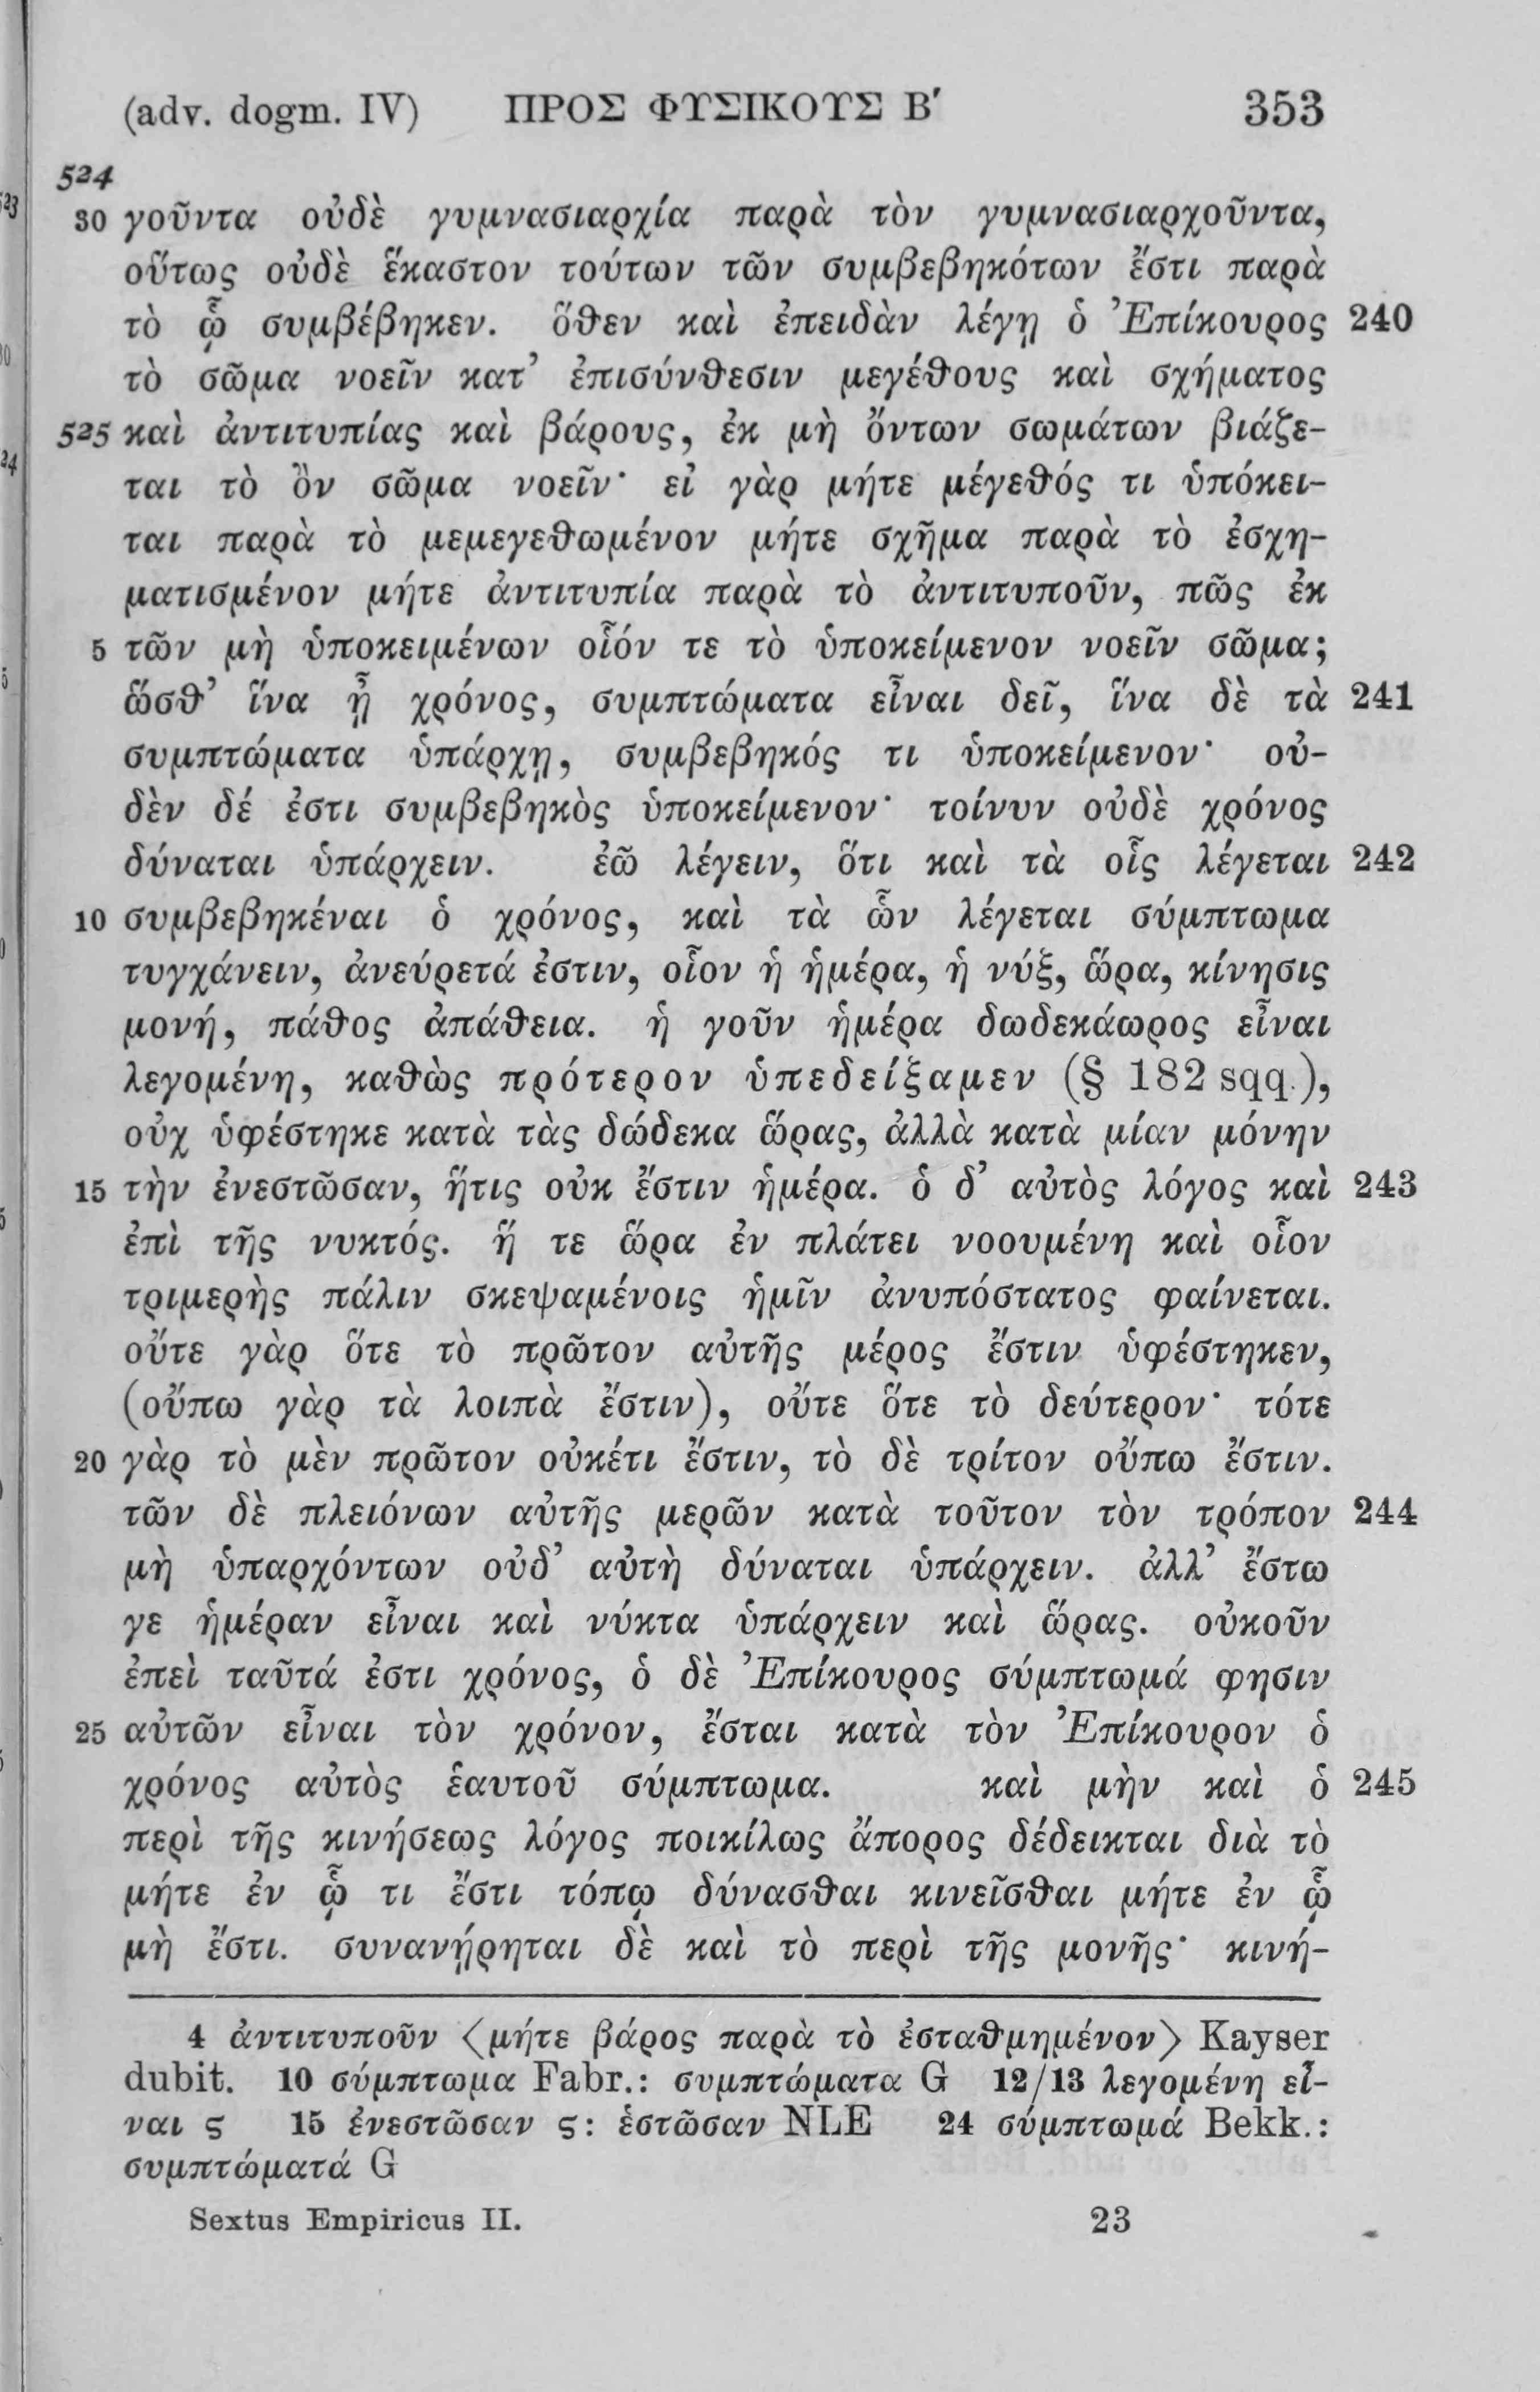 (adv. dogm. IV) ΠΡΟΣ ΦΥΣΙΚΟΥΣ Β′ 353
524
30 γοῦντα οὐδὲ γυμνασιαρχία παρὰ τὸν γυμνασιαρχοῦντα,
οὕτως οὐδὲ ἕκαστον τούτων τῶν συμβεβηκότων ἔστι παρὰ
τὸ ᾧ συμβέβηκεν. ὅθεν καὶ ἐπειδὰν λέγῃ ὁ Ἐπίκουρος 240
τὸ σῶμα νοεῖν κατ’ ἐπισύνθεσιν μεγέθους καὶ σχήματος
525 καὶ ἀντιτυπίας καὶ βάρους, ἐκ μὴ ὄντων σωμάτων βιάζε-
ται τὸ ὂν σῶμα νοεῖν· εἰ γὰρ μήτε μέγεθός τι ὑπόκει-
ται παρὰ τὸ μεμεγεθωμένον μήτε σχῆμα παρὰ τὸ ἐσχη-
ματισμένον μήτε ἀντιτυπία παρὰ τὸ ἀντιτυποῦν, πῶς ἐκ
5 τῶν μὴ ὑποκειμένων οἷόν τε τὸ ὑποκείμενον νοεῖν σῶμα;
ὥσθ’ ἵνα ᾖ χρόνος, συμπτώματα εἶναι δεῖ, ἵνα δὲ τὰ 241
συμπτώματα ὑπάρχῃ, συμβεβηκός τι ὑποκείμενον· οὐ-
δὲν δέ ἐστι συμβεβηκὸς ὑποκείμενον· τοίνυν οὐδὲ χρόνος
δύναται ὑπάρχειν. ἐῶ λέγειν, ὅτι καὶ τὰ οἷς λέγεται 242
10 συμβεβηκέναι ὁ χρόνος, καὶ τὰ ὧν λέγεται σύμπτωμα
τυγχάνειν, ἀνεύρετά ἐστιν, οἷον ἡ ἡμέρα, ἡ νύξ, ὥρα, κίνησις
μονή, πάθος ἀπάθεια. ἡ γοῦν ἡμέρα δωδεκάωρος εἶναι
λεγομένη, καθὼς πρότερον ὑπεδείξαμεν (§ 182 sqq.),
οὐχ ὑφέστηκε κατὰ τὰς δώδεκα ὥρας, ἀλλὰ κατὰ μίαν μόνην
15 τὴν ἐνεστῶσαν, ἥτις οὐκ ἔστιν ἡμέρα. ὁ δ’ αὐτὸς λόγος καὶ 243
ἐπὶ τῆς νυκτός. ἥ τε ὥρα ἐν πλάτει νοουμένη καὶ οἷον
τριμερὴς πάλιν σκεψαμένοις ἡμῖν ἀνυπόστατος φαίνεται.
οὔτε γὰρ ὅτε τὸ πρῶτον αὐτῆς μέρος ἔστιν ὑφέστηκεν,
(οὔπω γὰρ τὰ λοιπὰ ἔστιν), οὔτε ὅτε τὸ δεύτερον· τότε
20 γὰρ τὸ μὲν πρῶτον οὐκέτι ἔστιν, τὸ δὲ τρίτον οὔπω ἔστιν.
τῶν δὲ πλειόνων αὐτῆς μερῶν κατὰ τοῦτον τὸν τρόπον 244
μὴ ὑπαρχόντων οὐδ’ αὐτὴ δύναται ὑπάρχειν. ἀλλ’ ἔστω
γε ἡμέραν εἶναι καὶ νύκτα ὑπάρχειν καὶ ὥρας. οὐκοῦν
ἐπεὶ ταῦτά ἐστι χρόνος, ὁ δὲ Ἐπίκουρος σύμπτωμά φησιν
25 αὐτῶν εἶναι τὸν χρόνον, ἔσται κατὰ τὸν Ἐπίκουρον ὁ
χρόνος αὐτὸς ἑαυτοῦ σύμπτωμα. καὶ μὴν καὶ ὁ 245
περὶ τῆς κινήσεως λόγος ποικίλως ἄπορος δέδεικται διὰ τὸ
μήτε ἐν ᾧ τι ἔστι τόπῳ δύνασθαι κινεῖσθαι μήτε ἐν ᾧ
μὴ ἔστι. συνανῄρηται δὲ καὶ τὸ περὶ τῆς μονῆς· κινή-
4 ἀντιτυποῦν 〈μήτε βάρος παρὰ τὸ ἐσταθμημένον〉 Kayser
dubit. 10 σύμπτωμα Fabr.: συμπτώματα G 12/13 λεγομένη εἶ-
ναι ς 15 ἐνεστῶσαν ς: ἑστῶσαν NLE 24 σύμπτωμά Bekk.:
συμπτώματά G
Sextus Empiricus II. 23